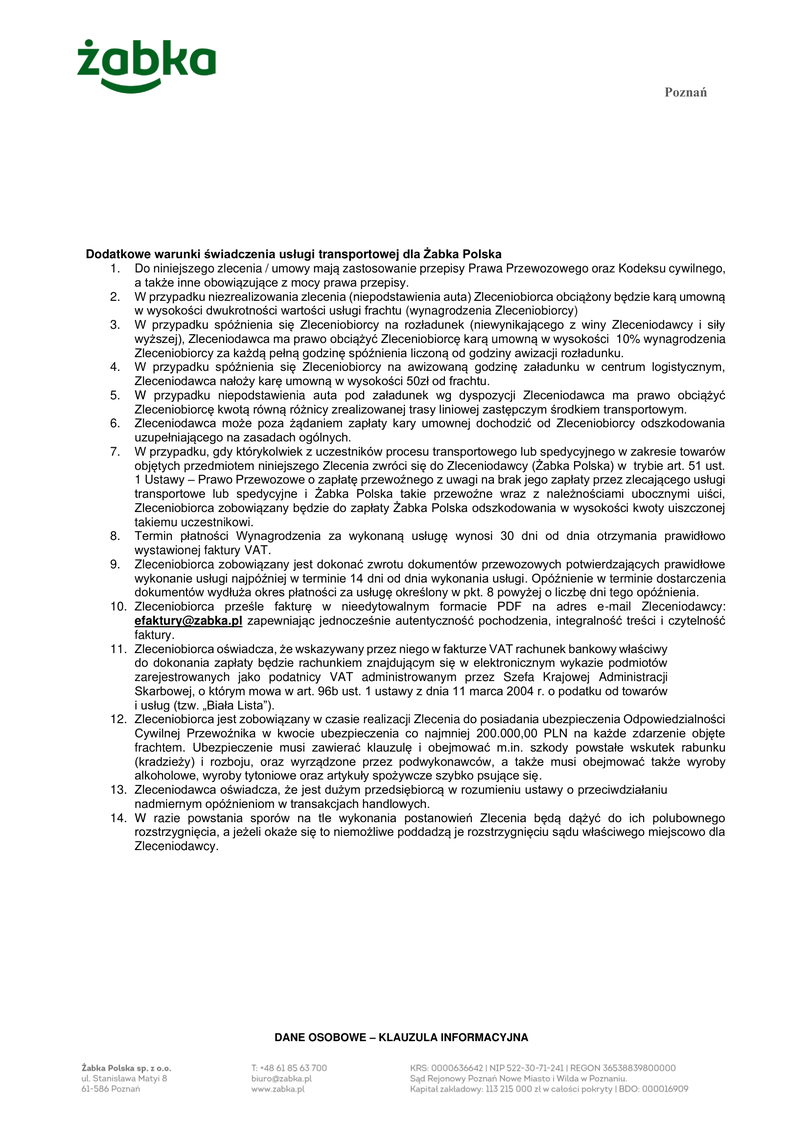 żabka
Poznań
Dodatkowe warunki świadczenia usługi transportowej dla Żabka Polska
1. Do niniejszego zlecenia / umowy mają zastosowanie przepisy Prawa Przewozowego oraz Kodeksu cywilnego,
a także inne obowiązujące z mocy prawa przepisy.
2. W przypadku niezrealizowania zlecenia (niepodstawienia auta) Zleceniobiorca obciążony będzie karą umowną
w wysokości dwukrotności wartości usługi frachtu (wynagrodzenia Zleceniobiorcy)
3. W przypadku spóźnienia się Zleceniobiorcy na rozładunek (niewynikającego z winy Zleceniodawcy i siły
wyższej), Zleceniodawca ma prawo obciążyć Zleceniobiorcę karą umowną w wysokości 10% wynagrodzenia
Zleceniobiorcy za każdą pełną godzinę spóźnienia liczoną od godziny awizacji rozładunku.
4. W przypadku spóźnienia się Zleceniobiorcy na awizowaną godzinę załadunku w centrum logistycznym,
Zleceniodawca nałoży karę umowną w wysokości 50zł od frachtu.
5. W przypadku niepodstawienia auta pod załadunek wg dyspozycji Zleceniodawca ma prawo obciążyć
Zleceniobiorcę kwotą równą różnicy zrealizowanej trasy liniowej zastępczym środkiem transportowym.
6. Zleceniodawca może poza żądaniem zapłaty kary umownej dochodzić od Zleceniobiorcy odszkodowania
uzupełniającego na zasadach ogólnych.
7. W przypadku, gdy którykolwiek z uczestników procesu transportowego lub spedycyjnego w zakresie towarów
objętych przedmiotem niniejszego Zlecenia zwróci się do Zleceniodawcy (Żabka Polska) w trybie art. 51 ust.
1 Ustawy – Prawo Przewozowe o zapłatę przewoźnego z uwagi na brak jego zapłaty przez zlecającego usługi
transportowe lub spedycyjne i Żabka Polska takie przewoźne wraz z należnościami ubocznymi uiści,
Zleceniobiorca zobowiązany będzie do zapłaty Żabka Polska odszkodowania w wysokości kwoty uiszczonej
takiemu uczestnikowi.
8. Termin płatności Wynagrodzenia za wykonaną usługę wynosi 30 dni od dnia otrzymania prawidłowo
wystawionej faktury VAT.
9. Zleceniobiorca zobowiązany jest dokonać zwrotu dokumentów przewozowych potwierdzających prawidłowe
wykonanie usługi najpóźniej w terminie 14 dni od dnia wykonania usługi. Opóźnienie w terminie dostarczenia
dokumentów wydłuża okres płatności za usługę określony w pkt. 8 powyżej o liczbę dni tego opóźnienia.
10. Zleceniobiorca prześle fakturę w nieedytowalnym formacie PDF na adres e-mail Zleceniodawcy:
efaktury@zabka.pl zapewniając jednocześnie autentyczność pochodzenia, integralność treści i czytelność
faktury.
11. Zleceniobiorca oświadcza, że wskazywany przez niego w fakturze VAT rachunek bankowy właściwy
do dokonania zapłaty będzie rachunkiem znajdującym się w elektronicznym wykazie podmiotów
zarejestrowanych jako podatnicy VAT administrowanym przez Szefa Krajowej Administracji
Skarbowej, o którym mowa w art. 96b ust. 1 ustawy z dnia 11 marca 2004 r. o podatku od towarów
i usług (tzw. „Biała Lista”).
12. Zleceniobiorca jest zobowiązany w czasie realizacji Zlecenia do posiadania ubezpieczenia Odpowiedzialności
Cywilnej Przewoźnika w kwocie ubezpieczenia co najmniej 200.000,00 PLN na każde zdarzenie objęte
frachtem. Ubezpieczenie musi zawierać klauzulę i obejmować m.in. szkody powstałe wskutek rabunku
(kradzieży) i rozboju, oraz wyrządzone przez podwykonawców, a także musi obejmować także wyroby
alkoholowe, wyroby tytoniowe oraz artykuły spożywcze szybko psujące się.
13. Zleceniodawca oświadcza, że jest dużym przedsiębiorcą w rozumieniu ustawy o przeciwdziałaniu
nadmiernym opóźnieniom w transakcjach handlowych.
14. W razie powstania sporów na tle wykonania postanowień Zlecenia będą dążyć do ich polubownego
rozstrzygnięcia, a jeżeli okaże się to niemożliwe poddadzą je rozstrzygnięciu sądu właściwego miejscowo dla
Zleceniodawcy.
DANE OSOBOWE – KLAUZULA INFORMACYJNA
Żabka Polska sp. z o.o.
ul. Stanisława Matyi 8
61-586 Poznań
T: +48 61 85 63 700
biuro@zabka.pl
www.zabka.pl
KRS: 0000636642 | NIP 522-30-71-241 | REGON 36538839800000
Sąd Rejonowy Poznań Nowe Miasto i Wilda w Poznaniu.
Kapitał zakładowy: 113 215 000 zł w całości pokryty | BDO: 000016909